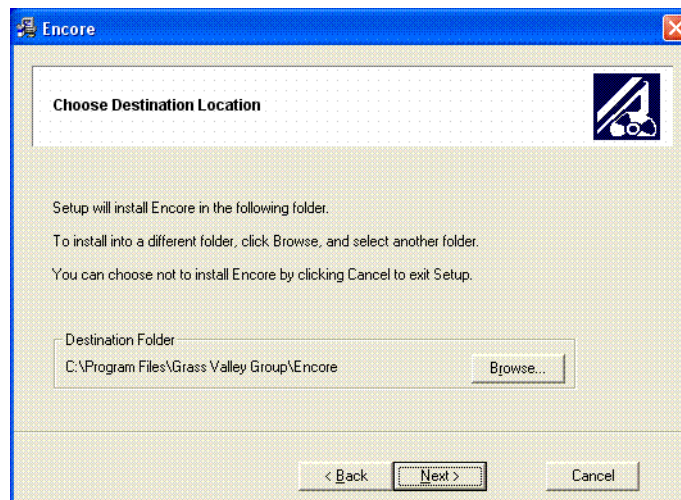 Encore
Choose Destination Location
Setup will install Encore in the following folder.
To install into a different folder, click Browse, and select another folder.
You can choose not to install Encore by clicking Cancel to exit Setup.
Destination Folder
C:\Program Files\Grass Valley Group\Encore
Browse...
< Back
Next >
Cancel